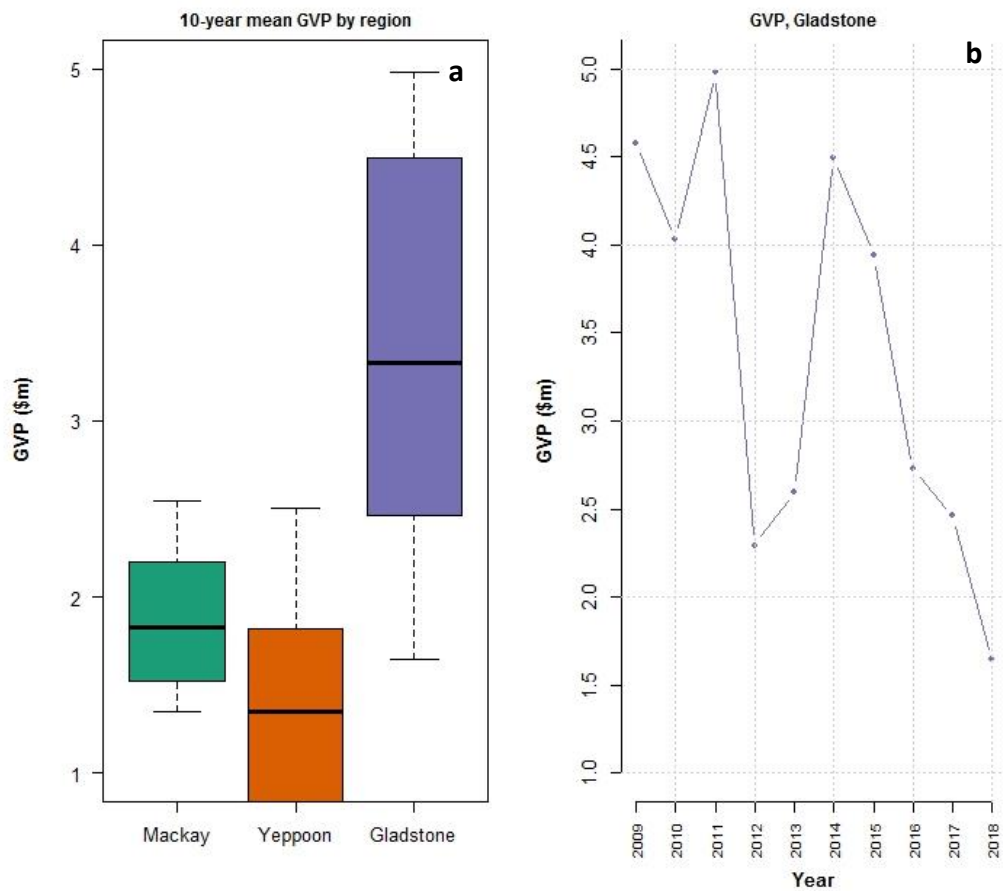 10-year mean GVP by region
a
5
4
3
2
1
GVP ($m)
Mackay
Yeppoon
Gladstone
GVP, Gladstone
b
5.0
4.5
4.0
3.5
3.0
2.5
2.0
1.5
1.0
GVP ($m)
2009
2010
2011
2012
2013
2014
2015
2016
2017
2018
Year